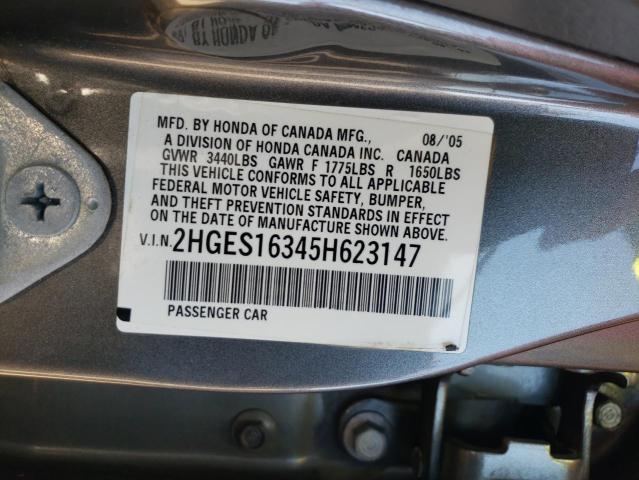 MFD. BY HONDA OF CANADA MFG., 08/'05
A DIVISION OF HONDA CANADA INC. CANADA
GVWR 3440LBS GAWR F 1775LBS R 1650LBS
THIS VEHICLE CONFORMS TO ALL APPLICABLE
FEDERAL MOTOR VEHICLE SAFETY, BUMPER,
AND THEFT PREVENTION STANDARDS IN EFFECT
ON THE DATE OF MANUFACTURE SHOWN ABOVE.
V.I.N. 2HGES16345H623147
PASSENGER CAR